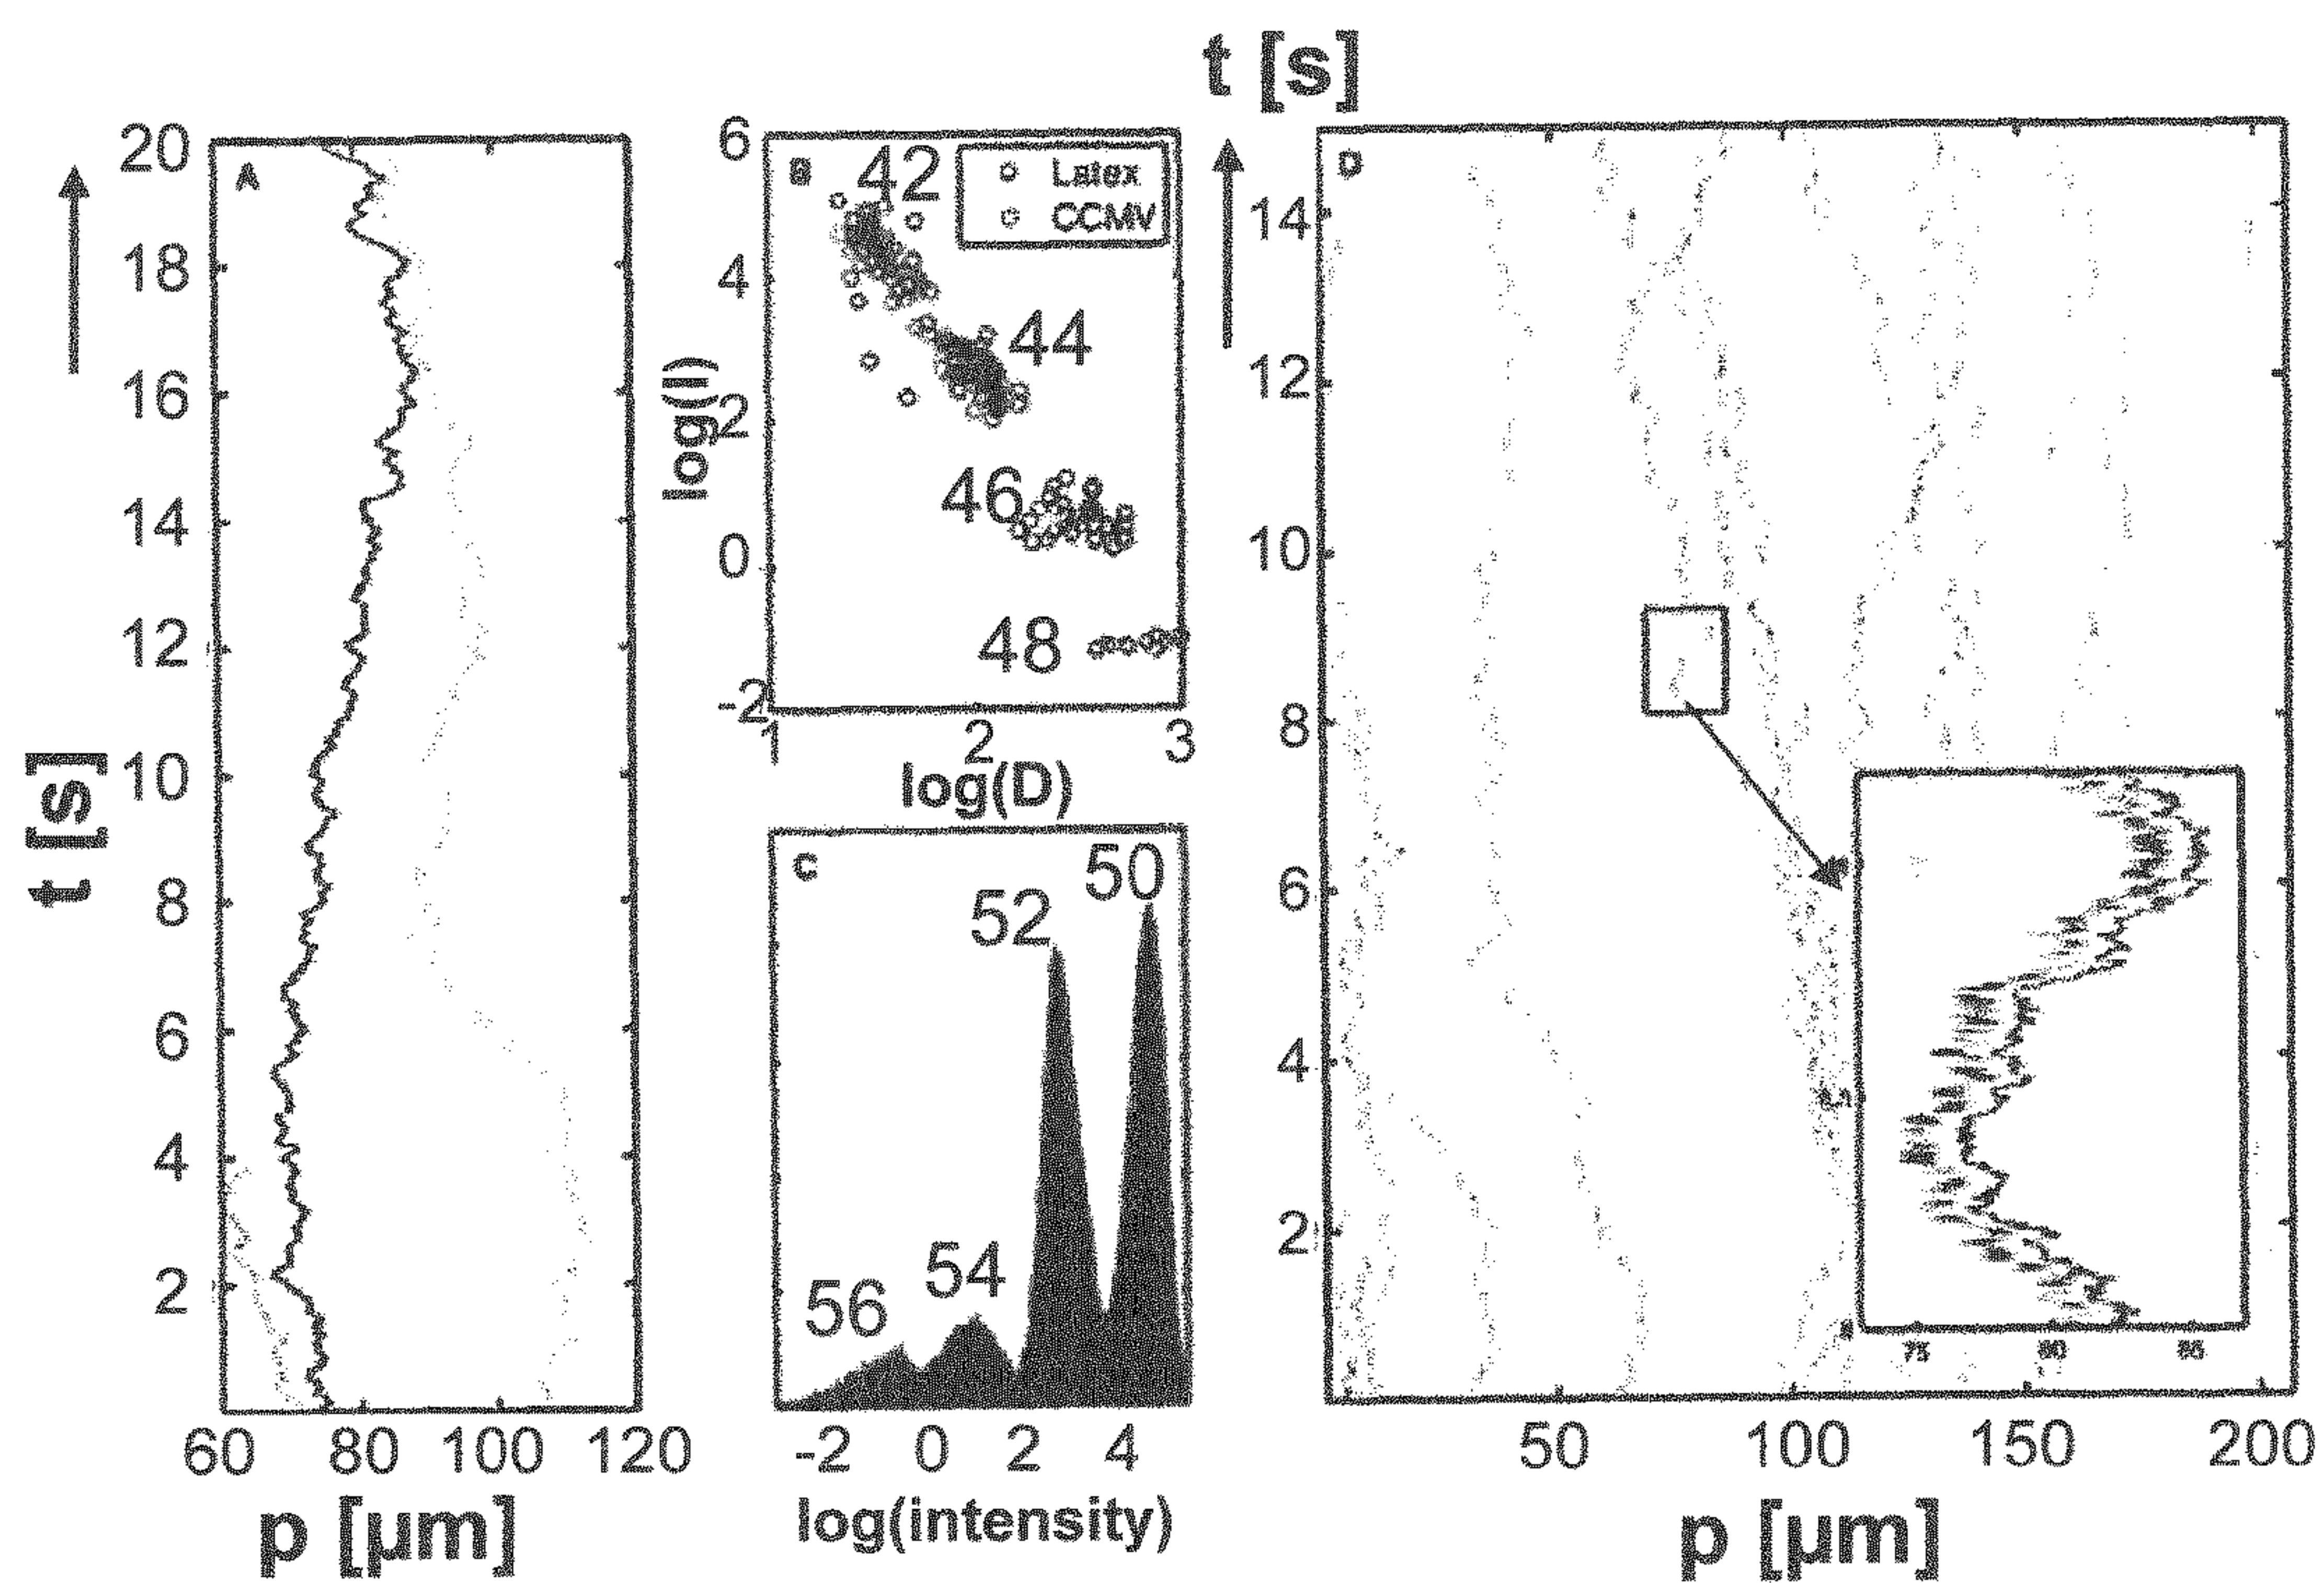 A
20
18
16
14
12
10
8
6
4
2
60 80 100 120
t [s]
p [µm]
B
Latex
CCMV
42
44
46
48
6
4
2
0
-2
1 2 3
log(I)
log(D)
C
50
52
54
56
-2 0 2 4
log(intensity)
t [s]
D
14
12
10
8
6
4
2
75 80 85
50 100 150 200
p [µm]